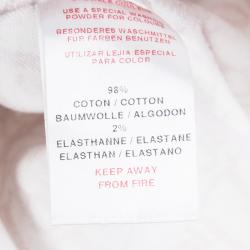 USE A SPECIAL WASHING
POWDER FOR COLOURS
BESONDERES WASCHMITTEL
FÜR FARBEN BENUTZEN
UTILIZAR LEJIA ESPECIAL
PARA COLOR
98%
COTON / COTTON
BAUMWOLLE / ALGODON
2%
ELASTHANNE / ELASTANE
ELASTHAN / ELASTANO
KEEP AWAY
FROM FIRE